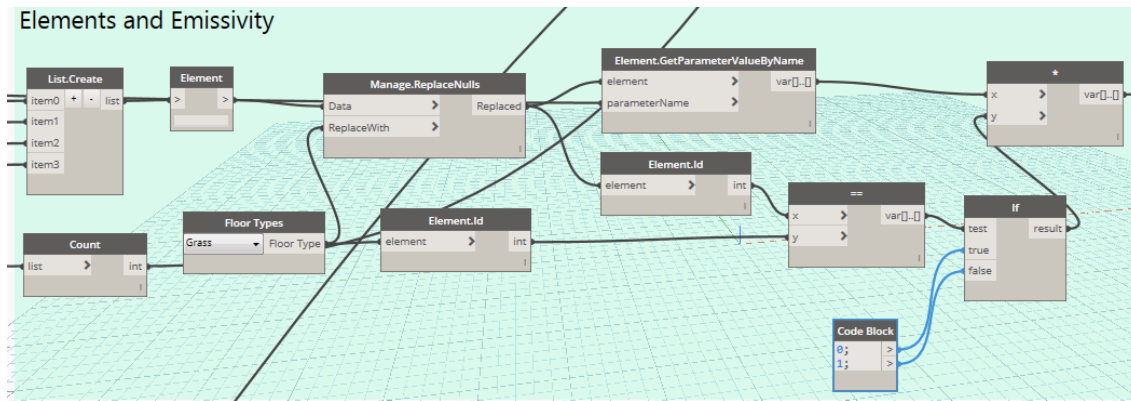 Elements and Emissivity
List.Create
item0 + - list
item1
item2
item3
Element
> >
Manage.ReplaceNulls
Data > Replaced
ReplaceWith >
Element.GetParameterValueByName
element > var[]..[]
parameterName >
*
x > var[]..[]
y >
Element.Id
element > int
==
x > var[]..[]
y >
If
test result
true
false
Floor Types
Grass Floor Type
Element.Id
element > int
Count
list > int
Code Block
0; >
1; >